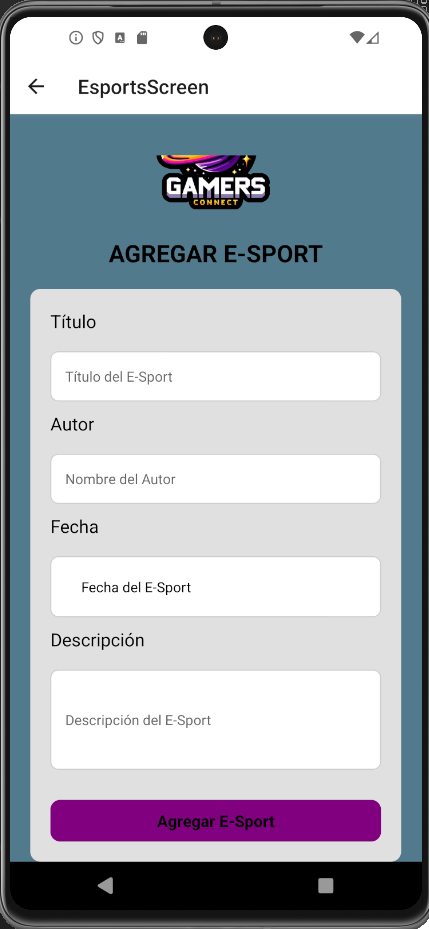 EsportsScreen
GAMERS
CONNECT
AGREGAR E-SPORT
Título
Título del E-Sport
Autor
Nombre del Autor
Fecha
Fecha del E-Sport
Descripción
Descripción del E-Sport
Agregar E-Sport